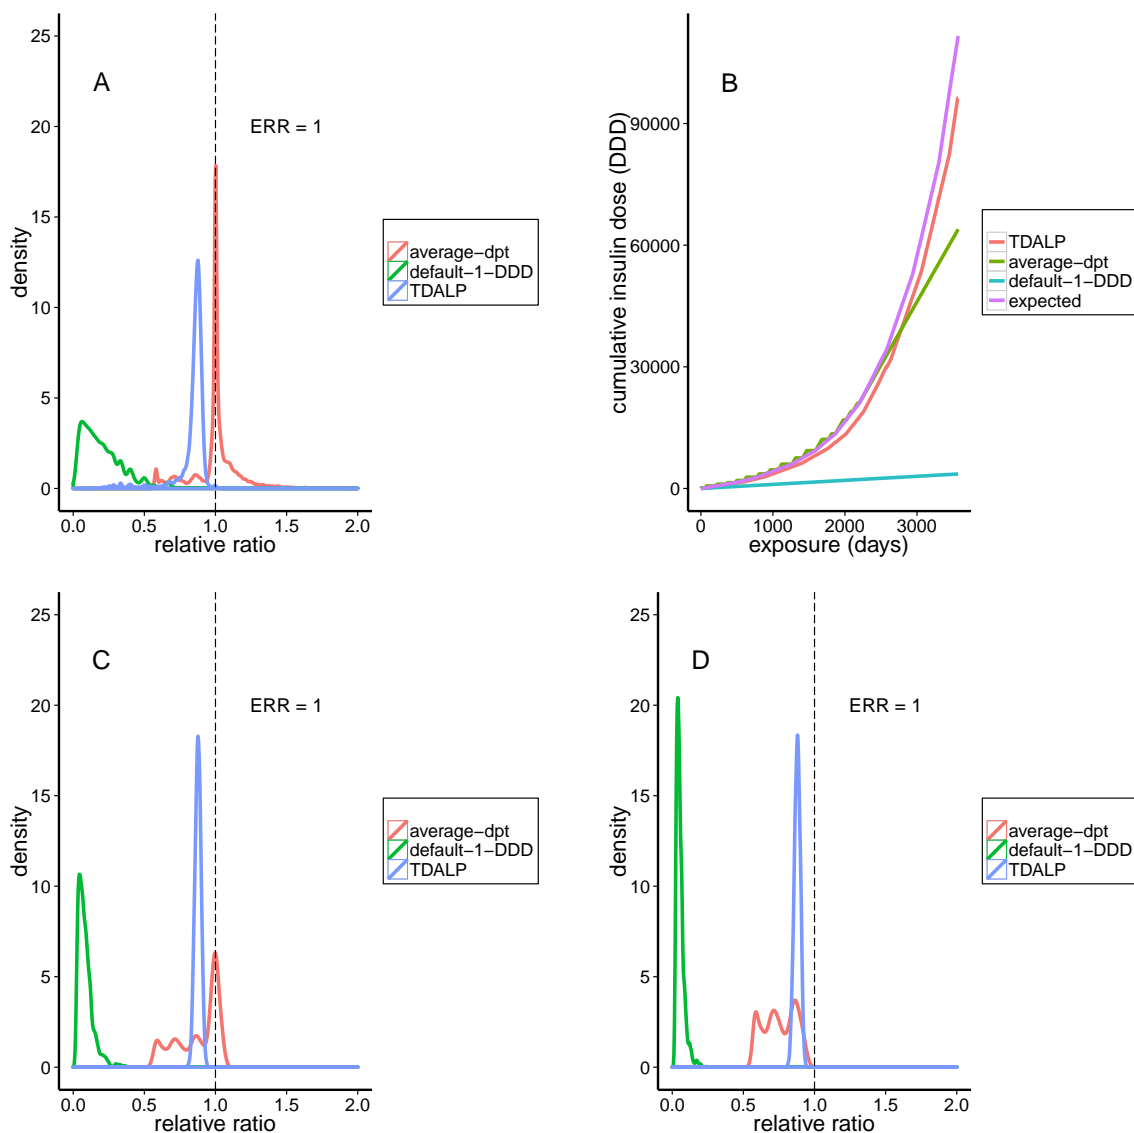 A
ERR = 1
density
25
20
15
10
5
0
0.0 0.5 1.0 1.5 2.0
relative ratio
average−dpt
default−1−DDD
TDALP
B
cumulative insulin dose (DDD)
90000
60000
30000
0
0 1000 2000 3000
exposure (days)
TDALP
average−dpt
default−1−DDD
expected
C
ERR = 1
density
25
20
15
10
5
0
0.0 0.5 1.0 1.5 2.0
relative ratio
average−dpt
default−1−DDD
TDALP
D
ERR = 1
density
25
20
15
10
5
0
0.0 0.5 1.0 1.5 2.0
relative ratio
average−dpt
default−1−DDD
TDALP